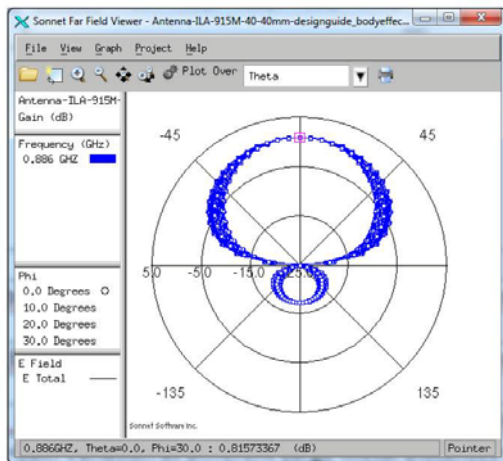 Sonnet Far Field Viewer - Antenna-ILA-915M-40-40mm-designguide_bodyeffec...
File View Graph Project Help
Plot Over Theta
Antenna-ILA-915M-
Gain (dB)
Frequency (GHz)
0.886 GHZ
Phi
0.0 Degrees
10.0 Degrees
20.0 Degrees
30.0 Degrees
E Field
E Total
-45 45
5.0 -5.0 -15.0 -25.0
-135 135
Sonnet Software Inc.
0.886GHZ, Theta=0.0, Phi=30.0 : 0.81573367 (dB) Pointer